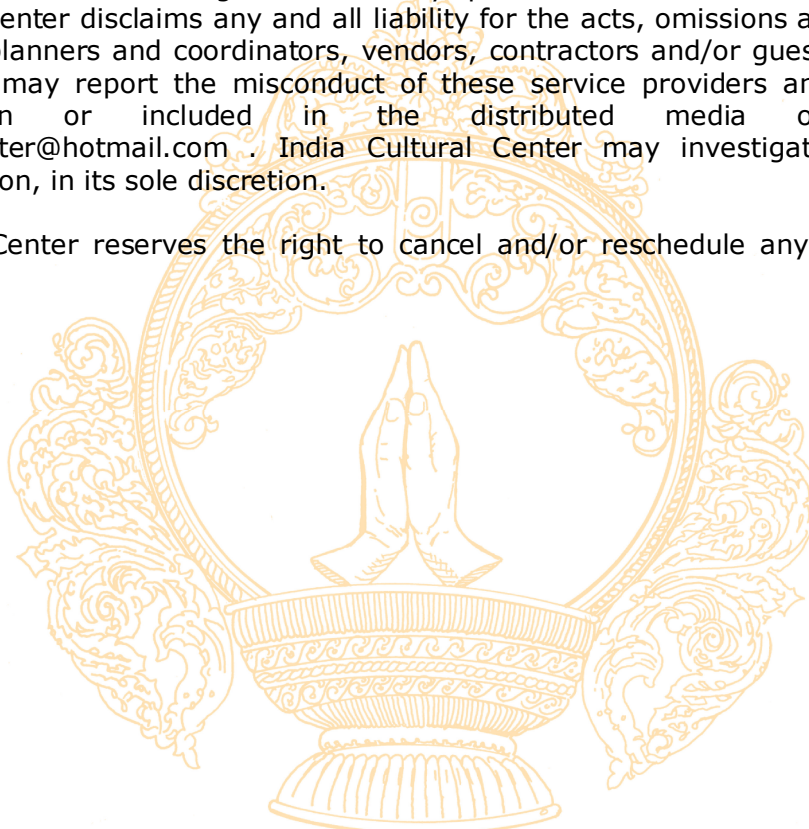 enter disclaims any and all liability for the acts, omissions a
planners and coordinators, vendors, contractors and/or gues
may report the misconduct of these service providers an
n or included in the distributed media o
ter@hotmail.com . India Cultural Center may investigat
on, in its sole discretion.
Center reserves the right to cancel and/or reschedule any